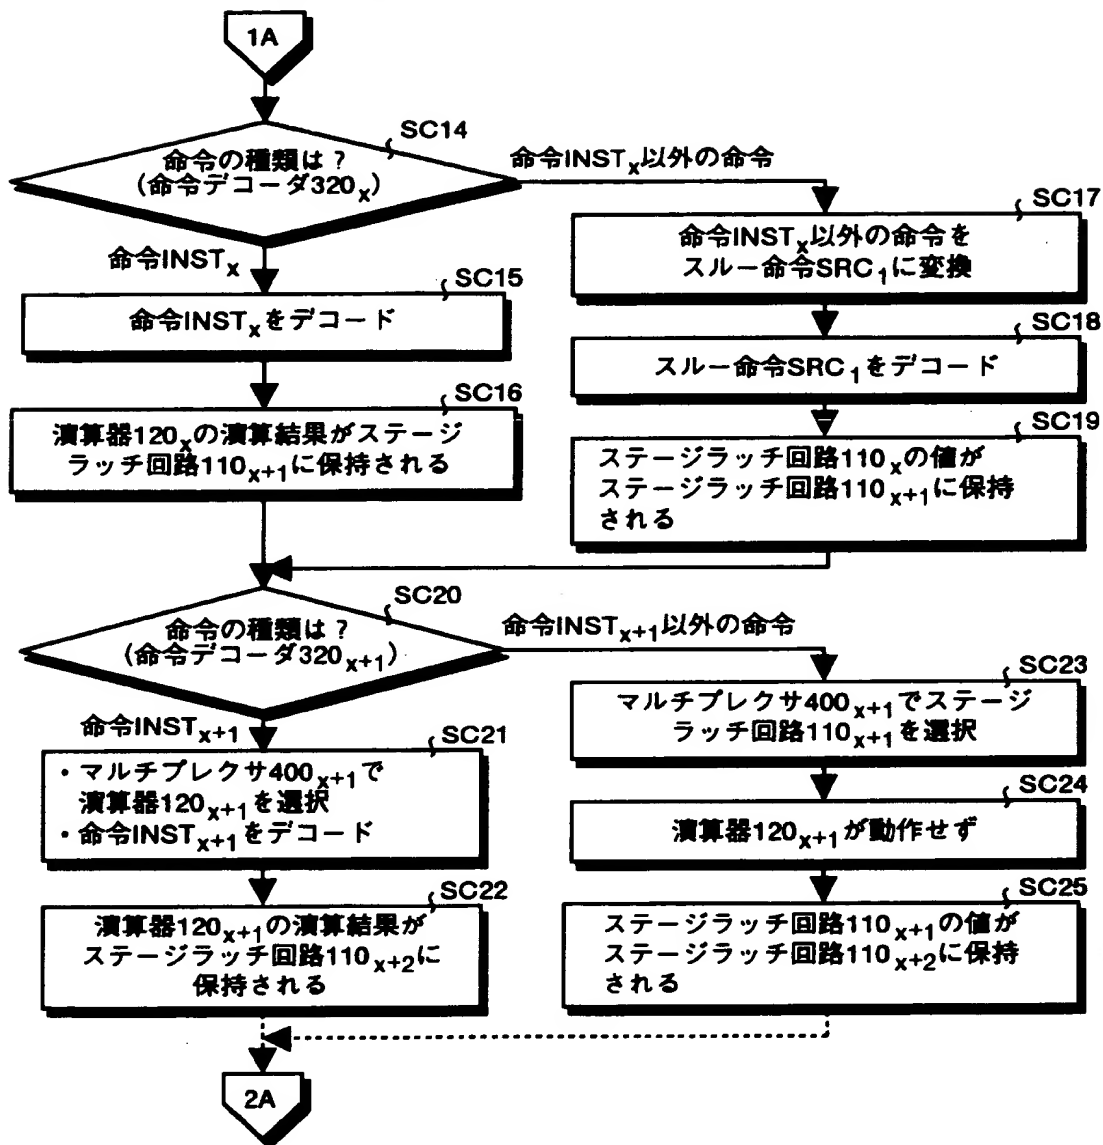 1A
SC14
命令の種類は？
（命令デコーダ320x）
命令INSTx以外の命令
命令INSTx
SC17
命令INSTx以外の命令を
スルー命令SRC1に変換
SC15
命令INSTxをデコード
SC18
スルー命令SRC1をデコード
SC16
演算器120xの演算結果がステージ
ラッチ回路110x+1に保持される
SC19
ステージラッチ回路110xの値が
ステージラッチ回路110x+1に保持
される
SC20
命令の種類は？
（命令デコーダ320x+1）
命令INSTx+1以外の命令
命令INSTx+1
SC23
マルチプレクサ400x+1でステージ
ラッチ回路110x+1を選択
SC21
・マルチプレクサ400x+1で
演算器120x+1を選択
・命令INSTx+1をデコード
SC24
演算器120x+1が動作せず
SC22
演算器120x+1の演算結果が
ステージラッチ回路110x+2に
保持される
SC25
ステージラッチ回路110x+1の値が
ステージラッチ回路110x+2に保持
される
2A